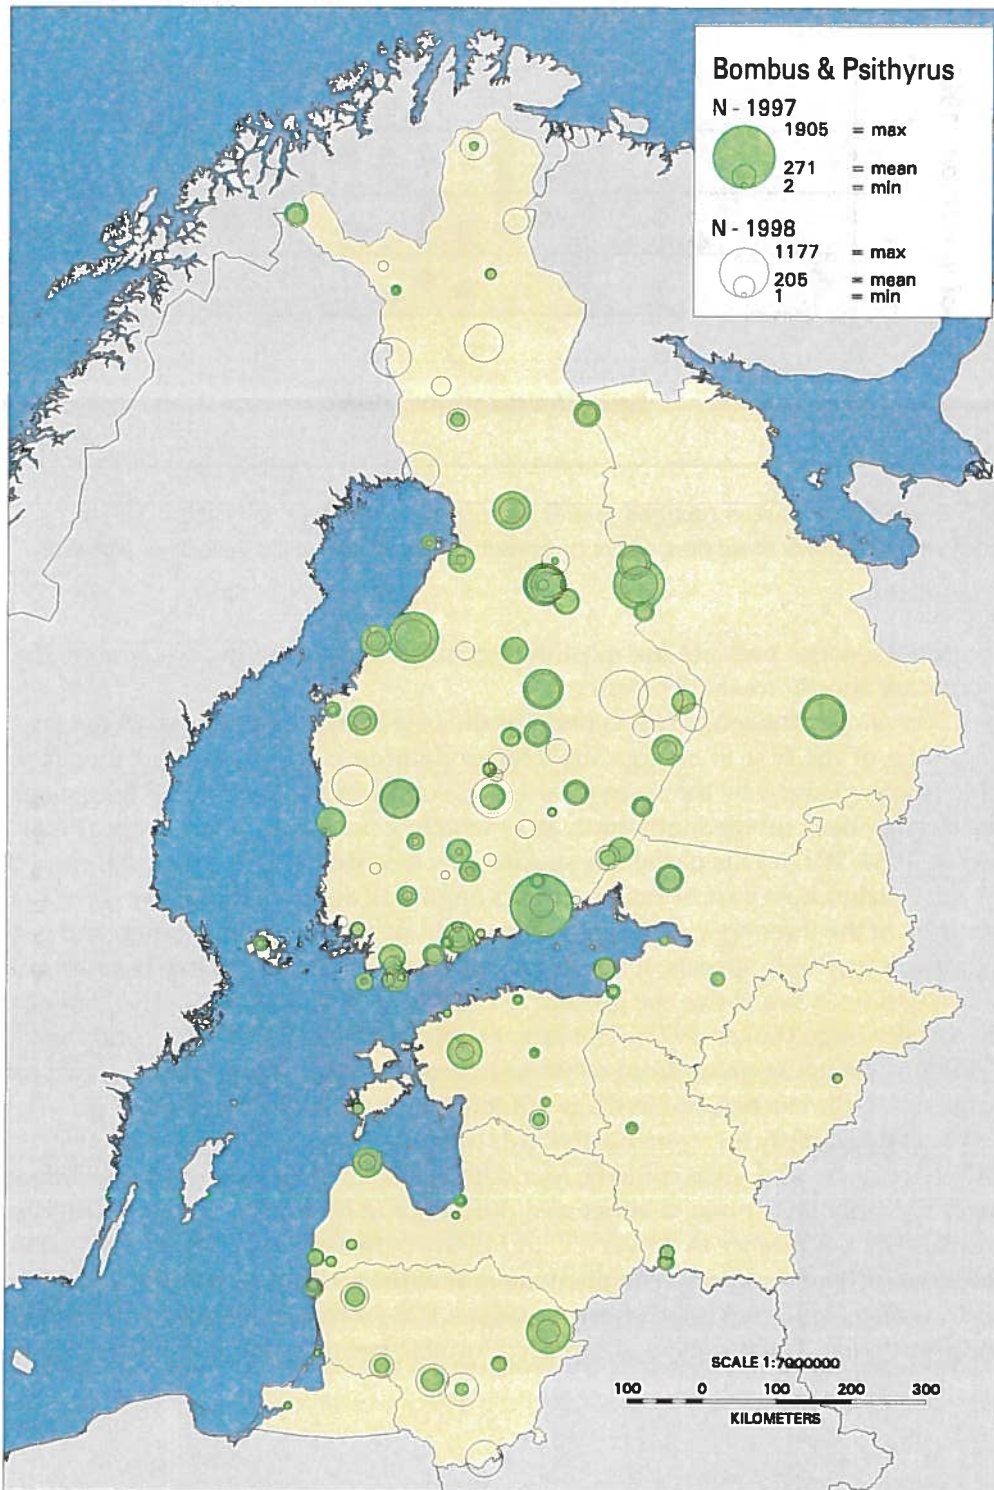 Bombus & Psithyrus
N - 1997
1905 = max
271 = mean
2 = min
N - 1998
1177 = max
205 = mean
1 = min
SCALE 1:7000000
100 0 100 200 300
KILOMETERS